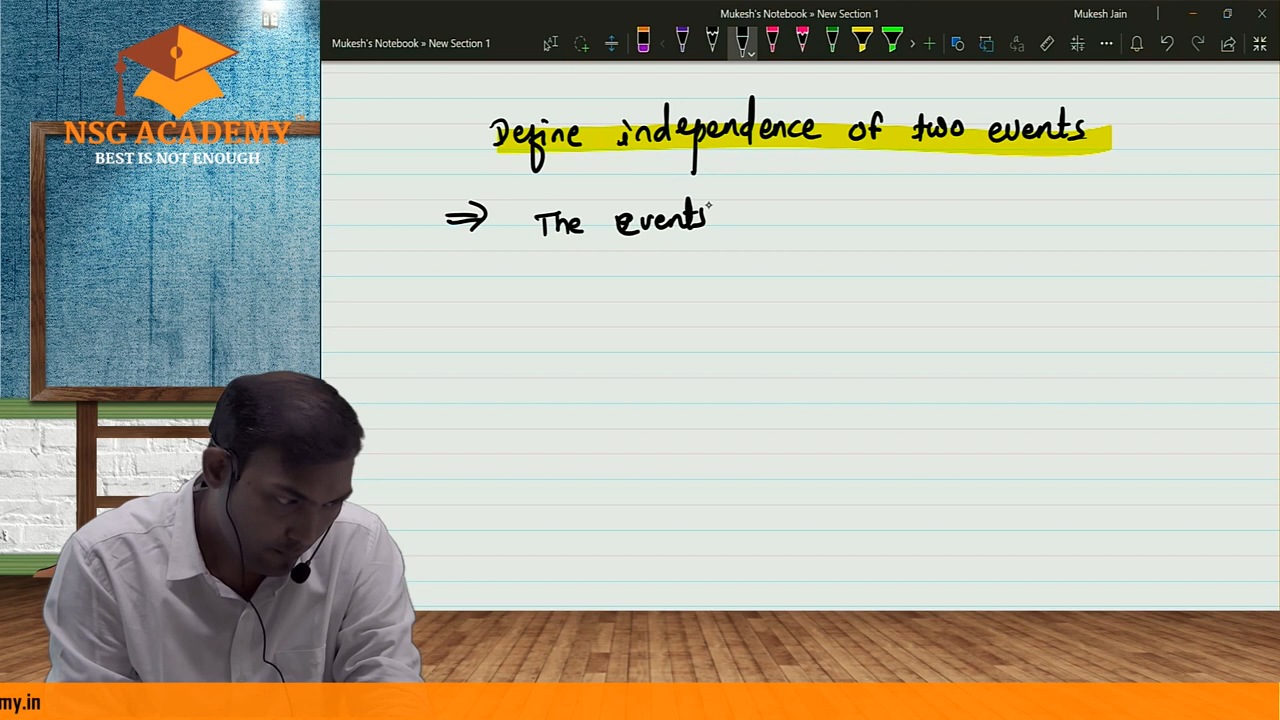 Mukesh's Notebook » New Section 1
Mukesh Jain
Mukesh's Notebook » New Section 1
NSG ACADEMY
BEST IS NOT ENOUGH
Define independence of two events
⇒ The events
my.in